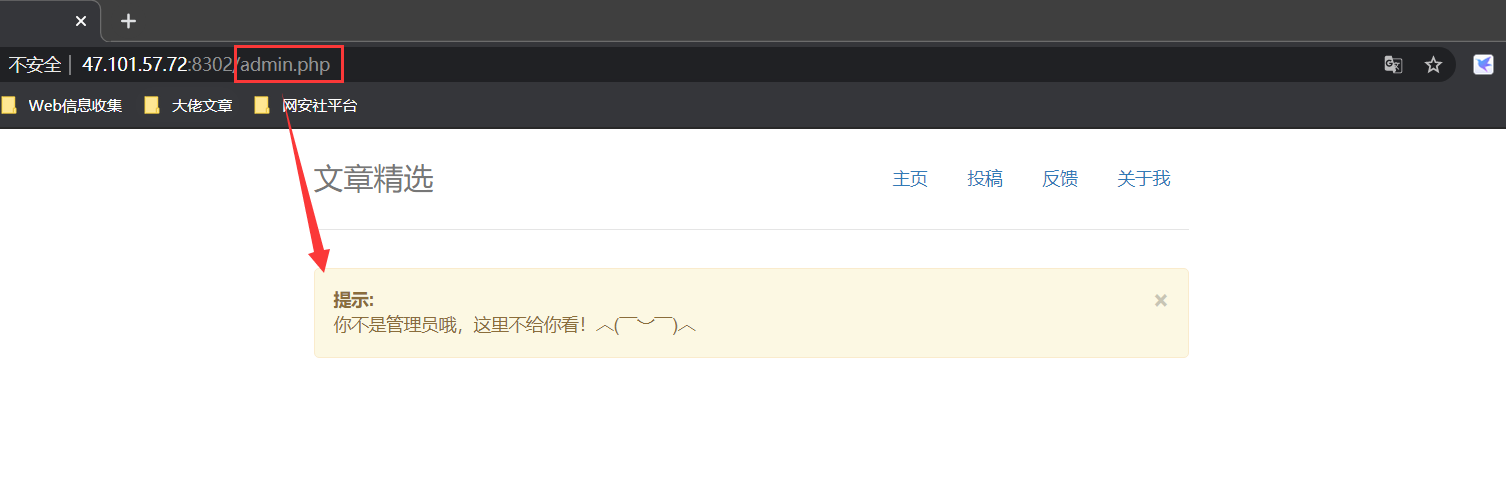 不安全 | 47.101.57.72:8302/admin.php
Web信息收集 大佬文章 网安社平台
文章精选 主页 投稿 反馈 关于我
提示: ×
你不是管理员哦，这里不给你看！︿(￣︶￣)︿